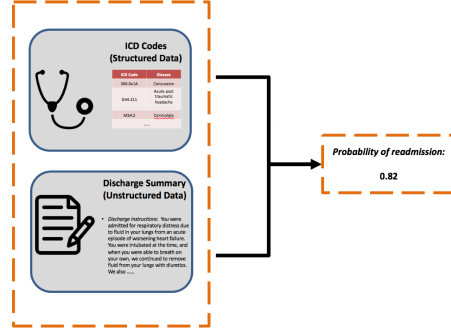 ICD Codes
(Structured Data)
ICD Code Disease
S06.0x1A Concussion
G44.311 Acute post
traumatic
headache
M54.2 Cervicalgia
......
Discharge Summary
(Unstructured Data)
• Discharge Instructions: You were
admitted for respiratory distress due
to fluid in your lungs from an acute
episode of worsening heart failure.
You were intubated at the time, and
when you were able to breath on
your own, we continued to remove
fluid from your lungs with diuretics.
We also ......
Probability of readmission:
0.82